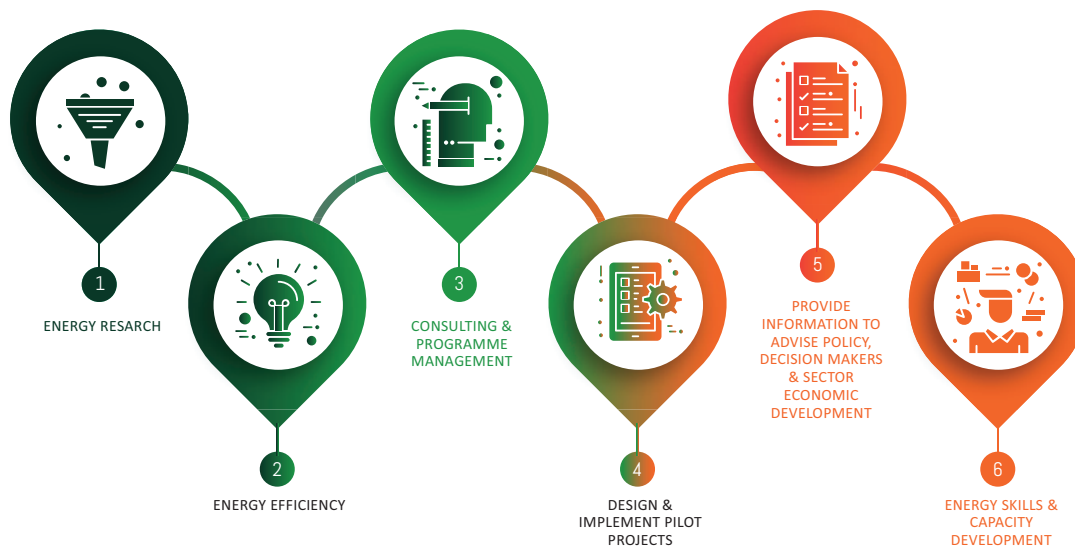 1
ENERGY RESARCH
2
ENERGY EFFICIENCY
3
CONSULTING &
PROGRAMME
MANAGEMENT
4
DESIGN &
IMPLEMENT PILOT
PROJECTS
5
PROVIDE
INFORMATION TO
ADVISE POLICY,
DECISION MAKERS
& SECTOR
ECONOMIC
DEVELOPMENT
6
ENERGY SKILLS &
CAPACITY
DEVELOPMENT